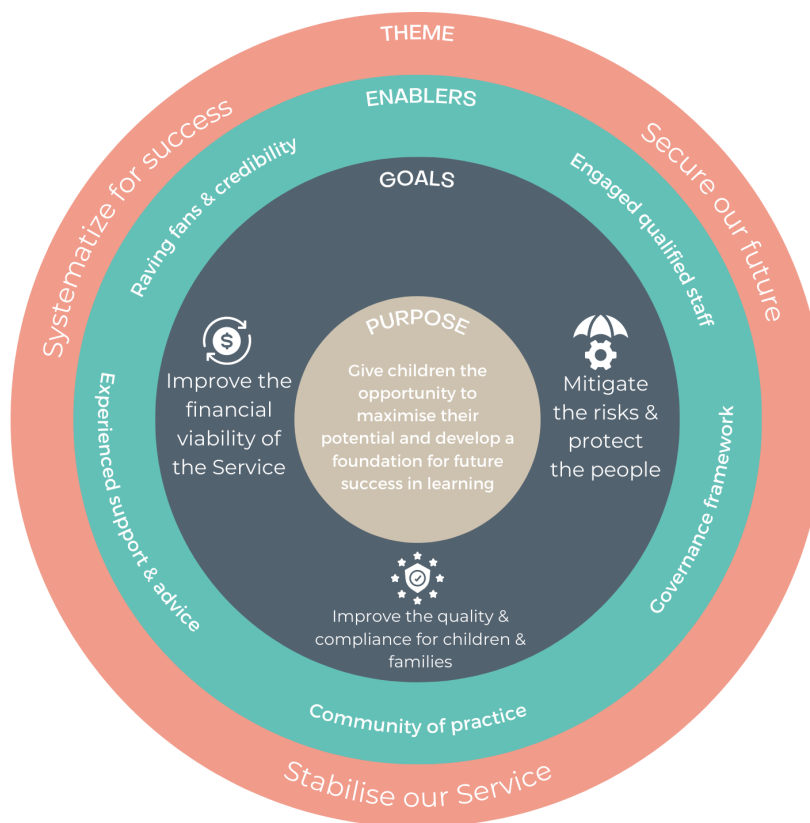 THEME
Systematize for success
Secure our future
Stabilise our Service
ENABLERS
Raving fans & credibility
Engaged qualified staff
Experienced support & advice
Governance framework
Community of practice
GOALS
Improve the
financial
viability of
the Service
Mitigate
the risks &
protect
the people
Improve the quality &
compliance for children &
families
PURPOSE
Give children the
opportunity to
maximise their
potential and develop a
foundation for future
success in learning